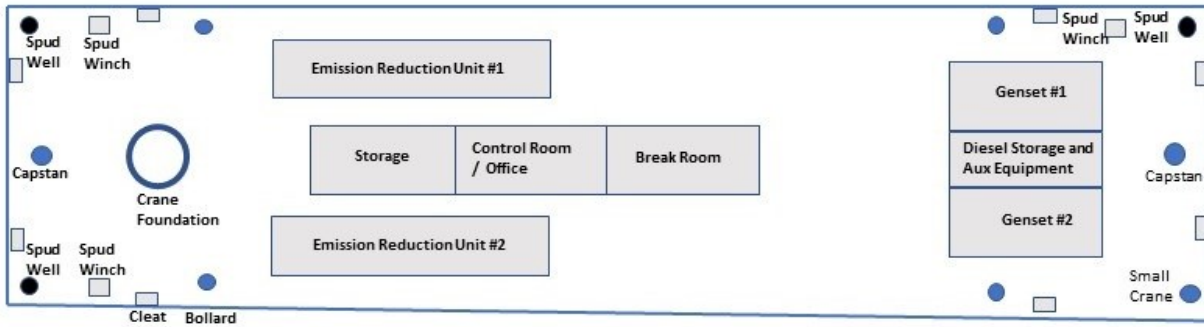 Spud
Well
Spud
Winch
Emission Reduction Unit #1
Spud
Winch
Spud
Well
Genset #1
Storage
Control Room
/ Office
Break Room
Diesel Storage and
Aux Equipment
Capstan
Capstan
Crane
Foundation
Emission Reduction Unit #2
Genset #2
Spud
Well
Spud
Winch
Small
Crane
Cleat
Bollard